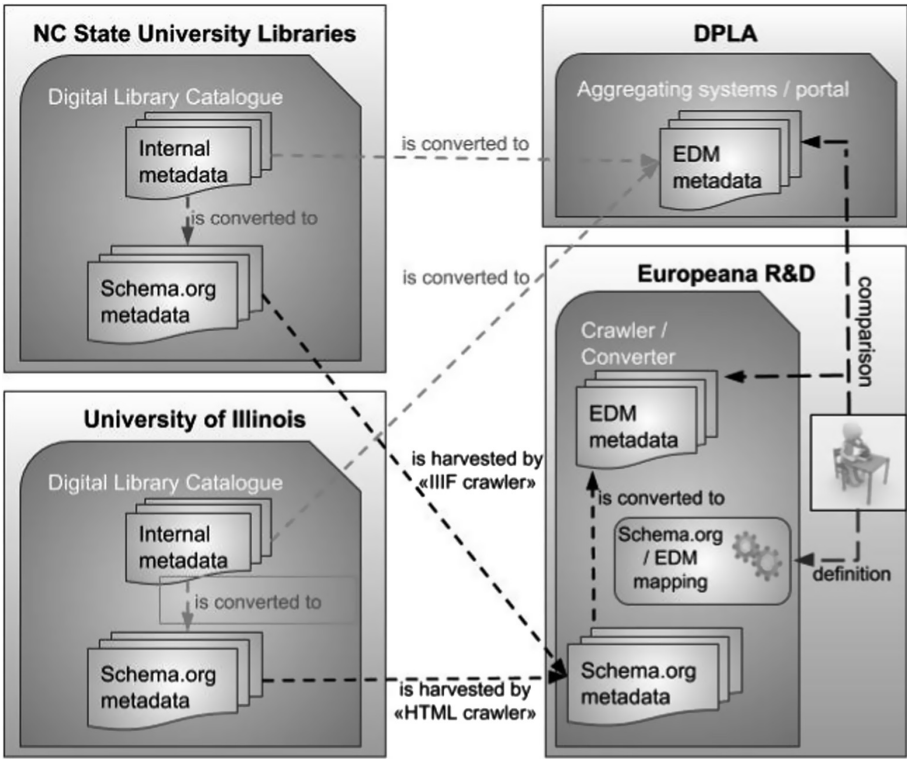 NC State University Libraries
Digital Library Catalogue
Internal
metadata
is converted to
Schema.org
metadata
University of Illinois
Digital Library Catalogue
Internal
metadata
is converted to
Schema.org
metadata
is converted to
is converted to
is harvested by
«IIIF crawler»
is harvested by
«HTML crawler»
DPLA
Aggregating systems / portal
EDM
metadata
Europeana R&D
Crawler /
Converter
EDM
metadata
is converted to
Schema.org
/ EDM
mapping
Schema.org
metadata
comparison
definition